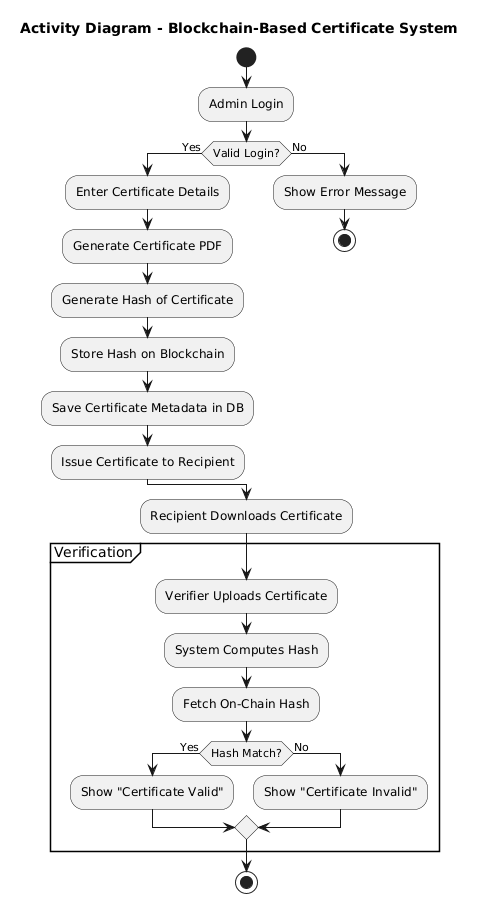 Activity Diagram - Blockchain-Based Certificate System
Admin Login
Valid Login?
Yes
No
Enter Certificate Details
Show Error Message
Generate Certificate PDF
Generate Hash of Certificate
Store Hash on Blockchain
Save Certificate Metadata in DB
Issue Certificate to Recipient
Recipient Downloads Certificate
Verification
Verifier Uploads Certificate
System Computes Hash
Fetch On-Chain Hash
Hash Match?
Yes
No
Show "Certificate Valid"
Show "Certificate Invalid"